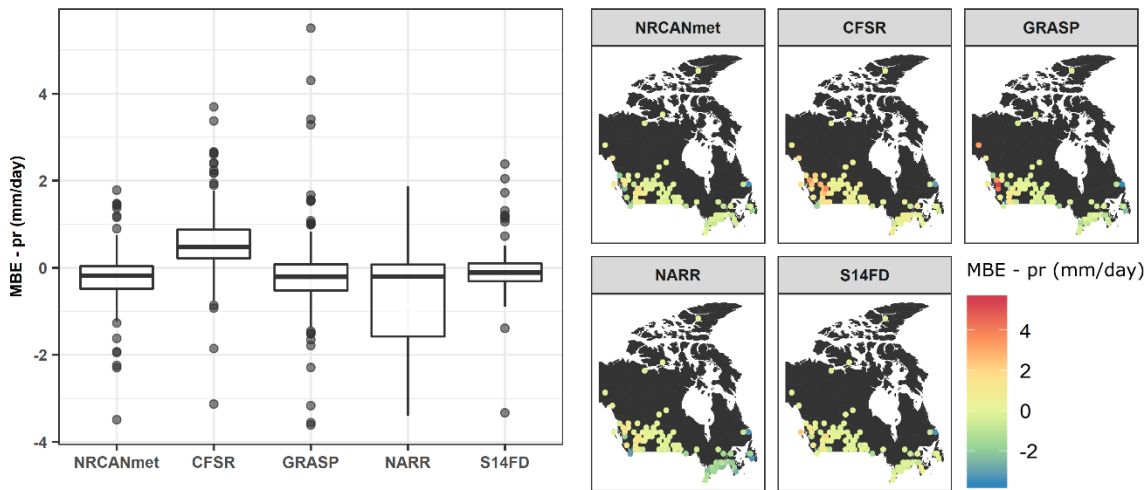 MBE - pr (mm/day)
4
2
0
-2
-4
NRCANmet CFSR GRASP NARR S14FD
NRCANmet CFSR GRASP
NARR S14FD
MBE - pr (mm/day)
4
2
0
-2